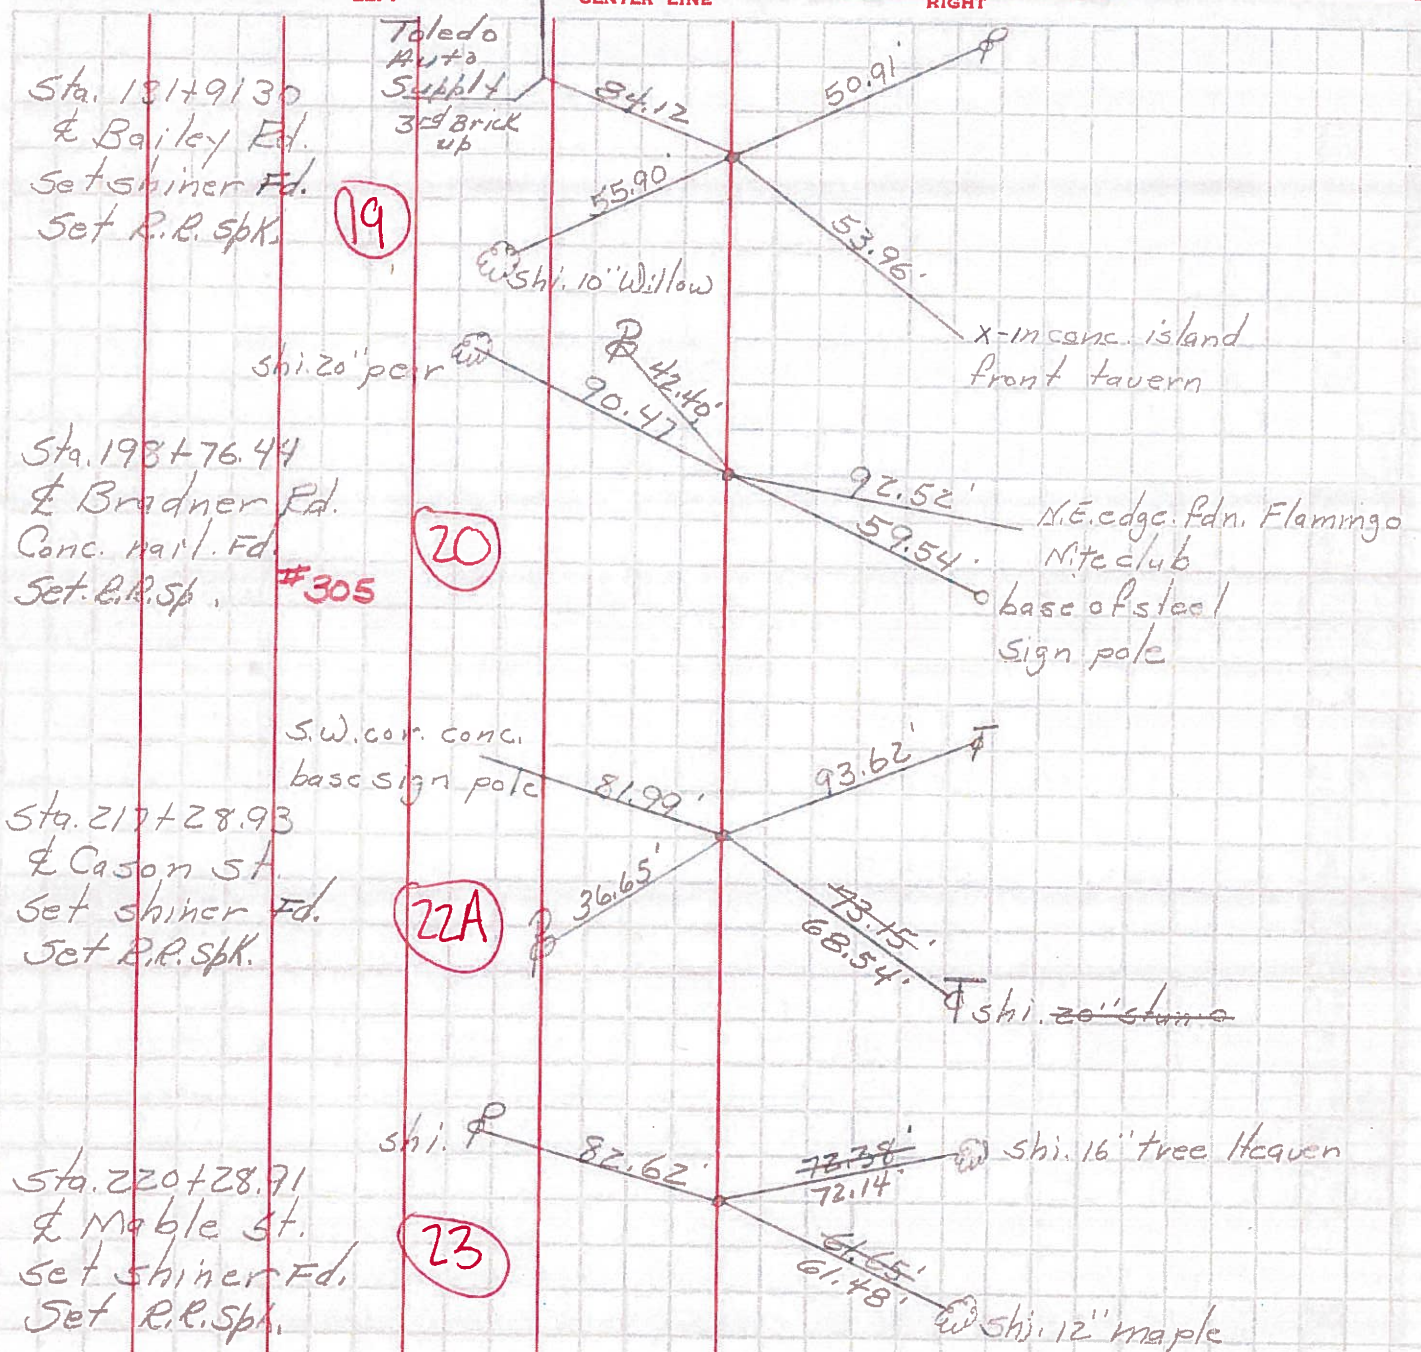 CENTER LINE
RIGHT
Toledo
Auto
Supply
3rd Brick
up
84.12
50.91'
Sta. 181+91.30
℄ Bailey Rd.
Set shiner Fd.
Set R.R. spk.
19
55.90'
53.96'
shi. 10" Willow
x-in conc. island
front tavern
shi. 20" pear
42.40'
90.47
Sta. 198+76.44
℄ Bradner Rd.
Conc. nail. Fd.
Set. R.R. Sp.
#305
20
92.52'
59.54'
N.E. edge. fdn. Flamingo
Nite club
base of steel
sign pole
S.W. cor. conc.
base sign pole
81.99'
93.62'
Sta. 217+28.93
℄ Cason St.
Set shiner Fd.
Set R.R. Spk.
22A
36.65'
73.15'
68.54'
shi. 20" stump
shi.
82.62'
72.38'
72.14'
shi. 16" tree Heaven
Sta. 220+28.91
℄ Mable St.
Set shiner Fd.
Set R.R. Spk.
23
61.65'
61.48'
Shi. 12" maple